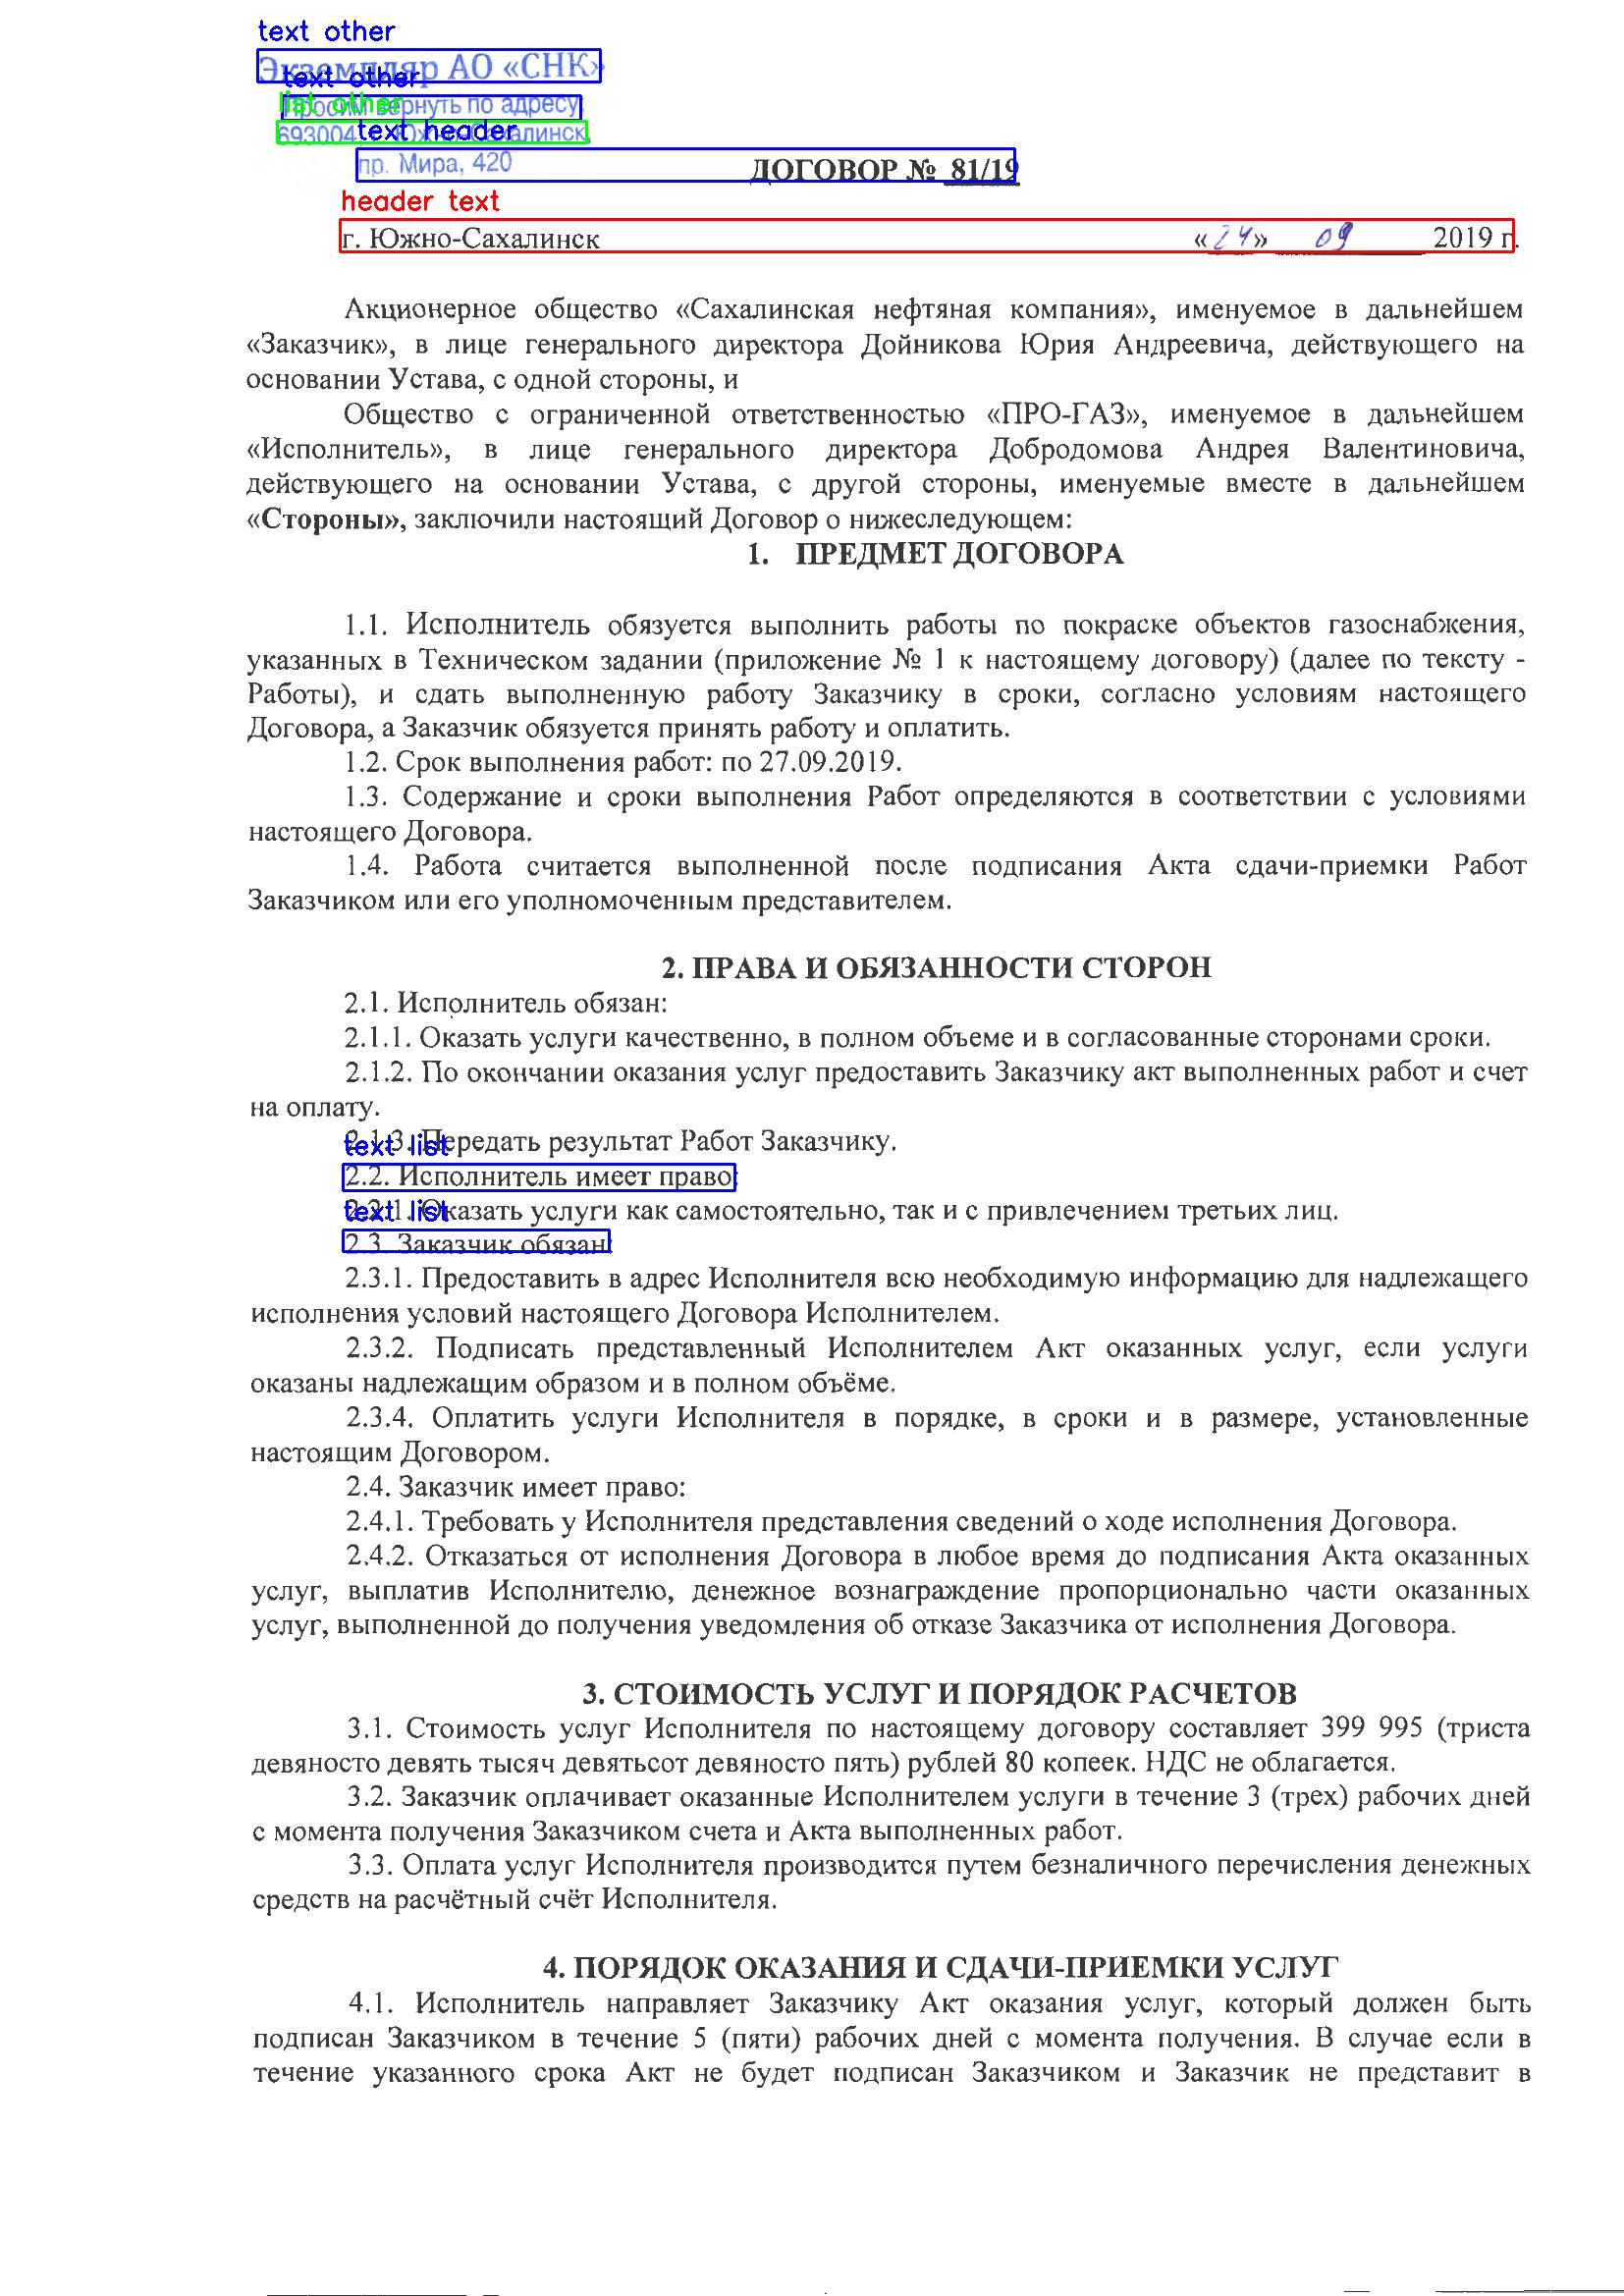 text other
Экземпляр АО «СНК»
text other
Просим вернуть по адресу:
list other
693004, г. Южно-Сахалинск,
text header
пр. Мира, 420
ДОГОВОР № 81/19
header text
г. Южно-Сахалинск «24» 09 2019 г.
Акционерное общество «Сахалинская нефтяная компания», именуемое в дальнейшем
«Заказчик», в лице генерального директора Дойникова Юрия Андреевича, действующего на
основании Устава, с одной стороны, и
Общество с ограниченной ответственностью «ПРО-ГАЗ», именуемое в дальнейшем
«Исполнитель», в лице генерального директора Добродомова Андрея Валентиновича,
действующего на основании Устава, с другой стороны, именуемые вместе в дальнейшем
«Стороны», заключили настоящий Договор о нижеследующем:
1. ПРЕДМЕТ ДОГОВОРА
1.1. Исполнитель обязуется выполнить работы по покраске объектов газоснабжения,
указанных в Техническом задании (приложение № 1 к настоящему договору) (далее по тексту -
Работы), и сдать выполненную работу Заказчику в сроки, согласно условиям настоящего
Договора, а Заказчик обязуется принять работу и оплатить.
1.2. Срок выполнения работ: по 27.09.2019.
1.3. Содержание и сроки выполнения Работ определяются в соответствии с условиями
настоящего Договора.
1.4. Работа считается выполненной после подписания Акта сдачи-приемки Работ
Заказчиком или его уполномоченным представителем.
2. ПРАВА И ОБЯЗАННОСТИ СТОРОН
2.1. Исполнитель обязан:
2.1.1. Оказать услуги качественно, в полном объеме и в согласованные сторонами сроки.
2.1.2. По окончании оказания услуг предоставить Заказчику акт выполненных работ и счет
на оплату.
2.1.3. Передать результат Работ Заказчику.
text list
2.2. Исполнитель имеет право:
2.2.1. Оказать услуги как самостоятельно, так и с привлечением третьих лиц.
text list
2.3. Заказчик обязан:
2.3.1. Предоставить в адрес Исполнителя всю необходимую информацию для надлежащего
исполнения условий настоящего Договора Исполнителем.
2.3.2. Подписать представленный Исполнителем Акт оказанных услуг, если услуги
оказаны надлежащим образом и в полном объёме.
2.3.4. Оплатить услуги Исполнителя в порядке, в сроки и в размере, установленные
настоящим Договором.
2.4. Заказчик имеет право:
2.4.1. Требовать у Исполнителя представления сведений о ходе исполнения Договора.
2.4.2. Отказаться от исполнения Договора в любое время до подписания Акта оказанных
услуг, выплатив Исполнителю, денежное вознаграждение пропорционально части оказанных
услуг, выполненной до получения уведомления об отказе Заказчика от исполнения Договора.
3. СТОИМОСТЬ УСЛУГ И ПОРЯДОК РАСЧЕТОВ
3.1. Стоимость услуг Исполнителя по настоящему договору составляет 399 995 (триста
девяносто девять тысяч девятьсот девяносто пять) рублей 80 копеек. НДС не облагается.
3.2. Заказчик оплачивает оказанные Исполнителем услуги в течение 3 (трех) рабочих дней
с момента получения Заказчиком счета и Акта выполненных работ.
3.3. Оплата услуг Исполнителя производится путем безналичного перечисления денежных
средств на расчётный счёт Исполнителя.
4. ПОРЯДОК ОКАЗАНИЯ И СДАЧИ-ПРИЕМКИ УСЛУГ
4.1. Исполнитель направляет Заказчику Акт оказания услуг, который должен быть
подписан Заказчиком в течение 5 (пяти) рабочих дней с момента получения. В случае если в
течение указанного срока Акт не будет подписан Заказчиком и Заказчик не представит в